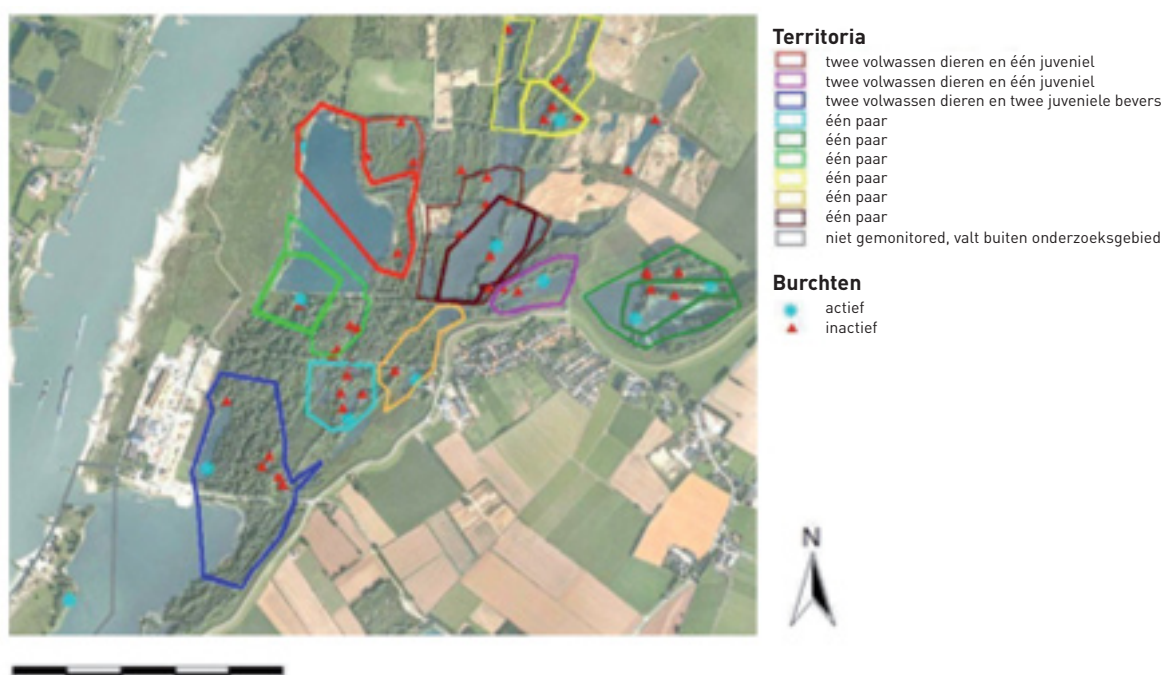 Territoria
twee volwassen dieren en één juveniel
twee volwassen dieren en één juveniel
twee volwassen dieren en twee juveniele bevers
één paar
één paar
één paar
één paar
één paar
één paar
niet gemonitored, valt buiten onderzoeksgebied
Burchten
actief
inactief
N